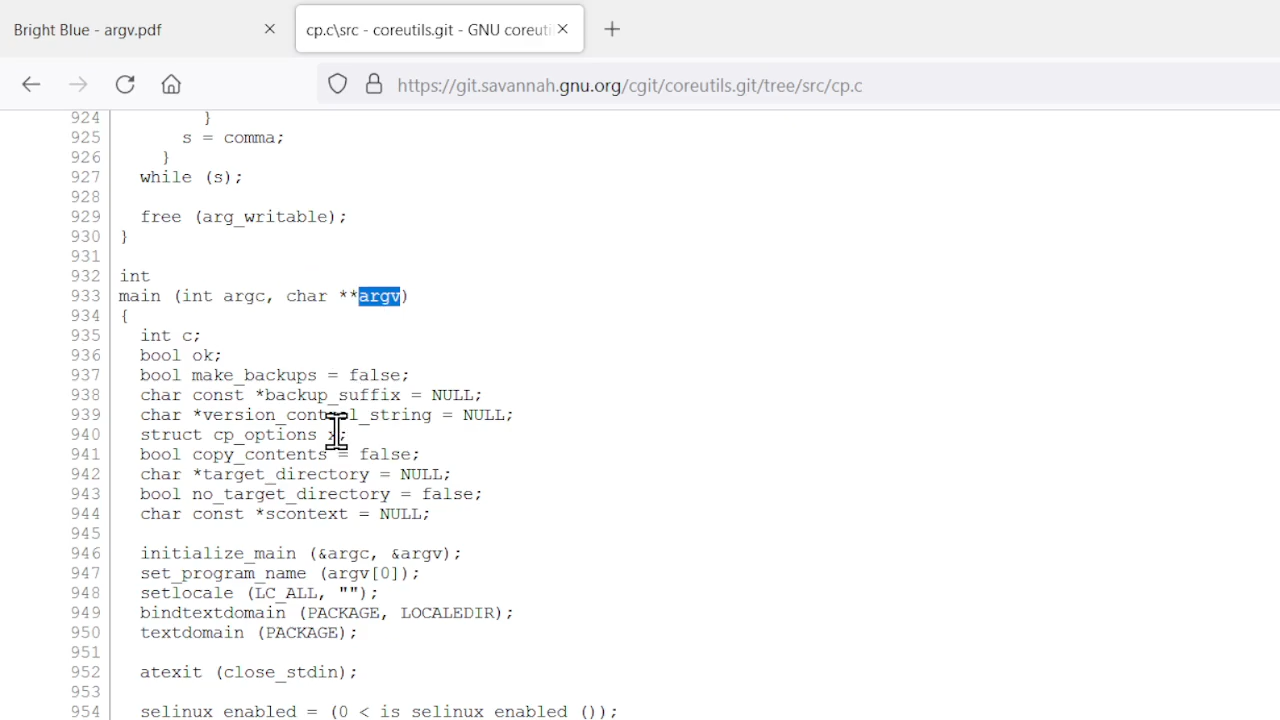 Bright Blue - argv.pdf
cp.c\src - coreutils.git - GNU coreuti
https://git.savannah.gnu.org/cgit/coreutils.git/tree/src/cp.c
924         }
925       s = comma;
926     }
927   while (s);
928
929   free (arg_writable);
930 }
931
932 int
933 main (int argc, char **argv)
934 {
935   int c;
936   bool ok;
937   bool make_backups = false;
938   char const *backup_suffix = NULL;
939   char *version_control_string = NULL;
940   struct cp_options x;
941   bool copy_contents = false;
942   char *target_directory = NULL;
943   bool no_target_directory = false;
944   char const *scontext = NULL;
945
946   initialize_main (&argc, &argv);
947   set_program_name (argv[0]);
948   setlocale (LC_ALL, "");
949   bindtextdomain (PACKAGE, LOCALEDIR);
950   textdomain (PACKAGE);
951
952   atexit (close_stdin);
953
954   selinux_enabled = (0 < is_selinux_enabled ());